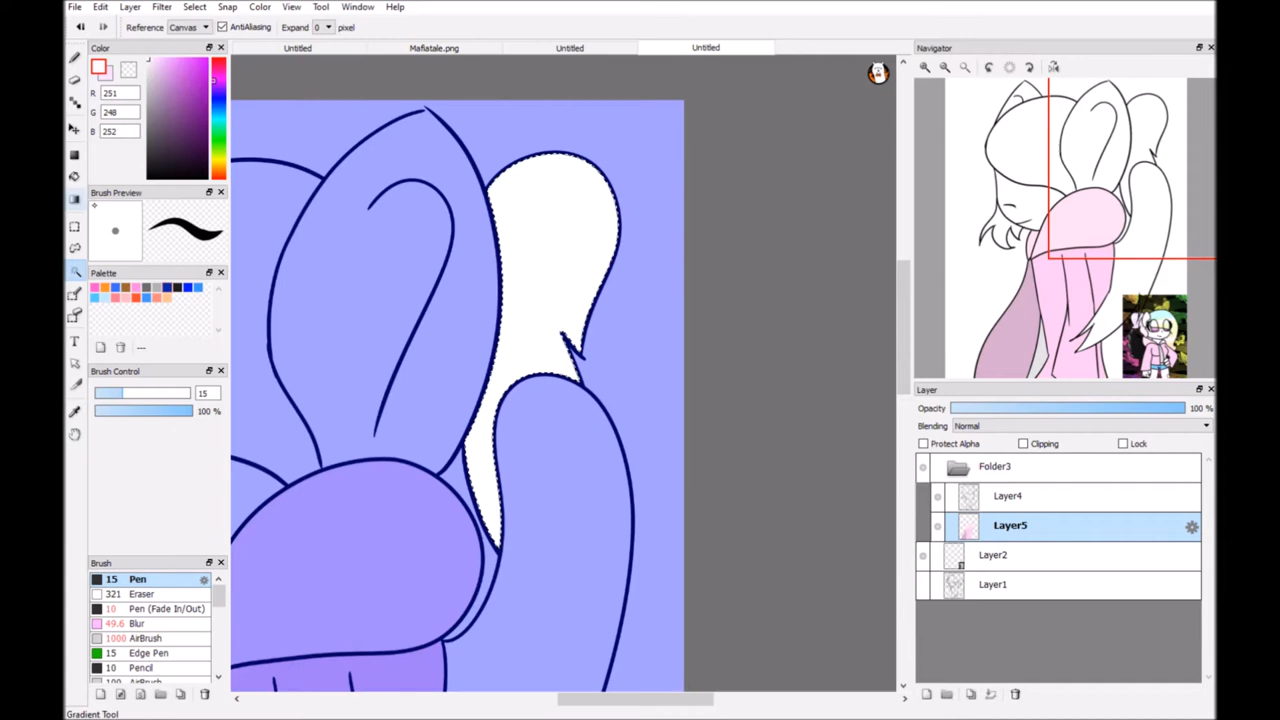 File Edit Layer Filter Select Snap Color View Tool Window Help
Reference Canvas AntiAliasing Expand 0 pixel
Color
Untitled Mafiatale.png Untitled Untitled
Navigator
R 251
G 248
B 252
Brush Preview
Palette
---
Brush Control
15
100 %
Layer
Opacity 100 %
Blending Normal
Protect Alpha Clipping Lock
Folder3
Layer4
Layer5
Layer2
Layer1
Brush
15 Pen
321 Eraser
10 Pen (Fade In/Out)
49.6 Blur
1000 AirBrush
15 Edge Pen
10 Pencil
100 AirBrush
Gradient Tool